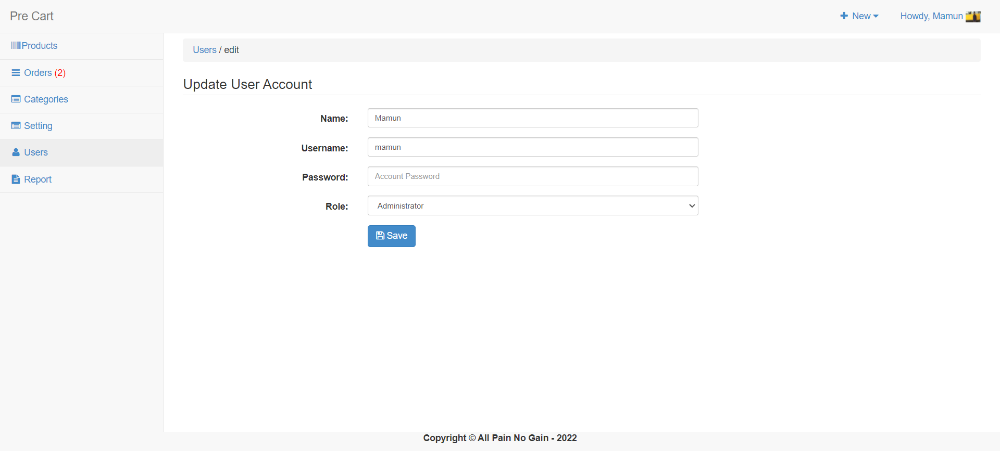 Pre Cart
New
Howdy, Mamun
Products
Orders (2)
Categories
Setting
Users
Report
Users / edit
Update User Account
Name:
Mamun
Username:
mamun
Password:
Account Password
Role:
Administrator
Save
Copyright © All Pain No Gain - 2022